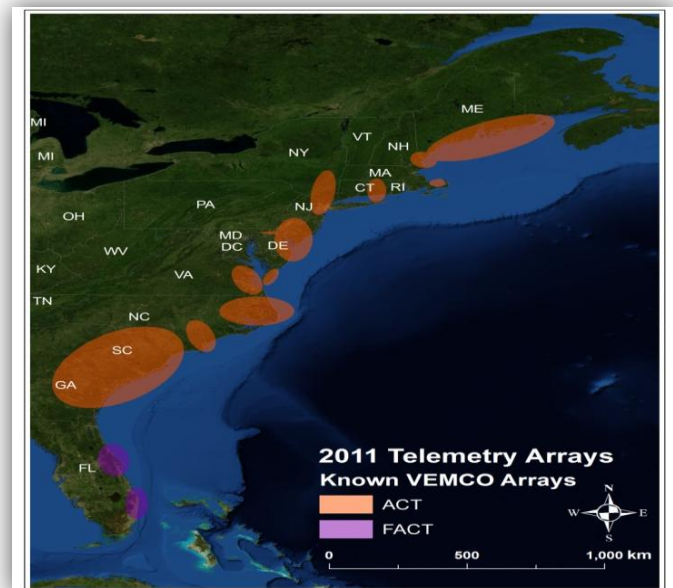 ME
MI
VT
NH
NY
MI
MA
CT
RI
PA
NJ
OH
MD
DC
DE
WV
KY
VA
TN
NC
SC
GA
FL
2011 Telemetry Arrays
Known VEMCO Arrays
ACT
FACT
N
W
E
S
0
500
1,000 km